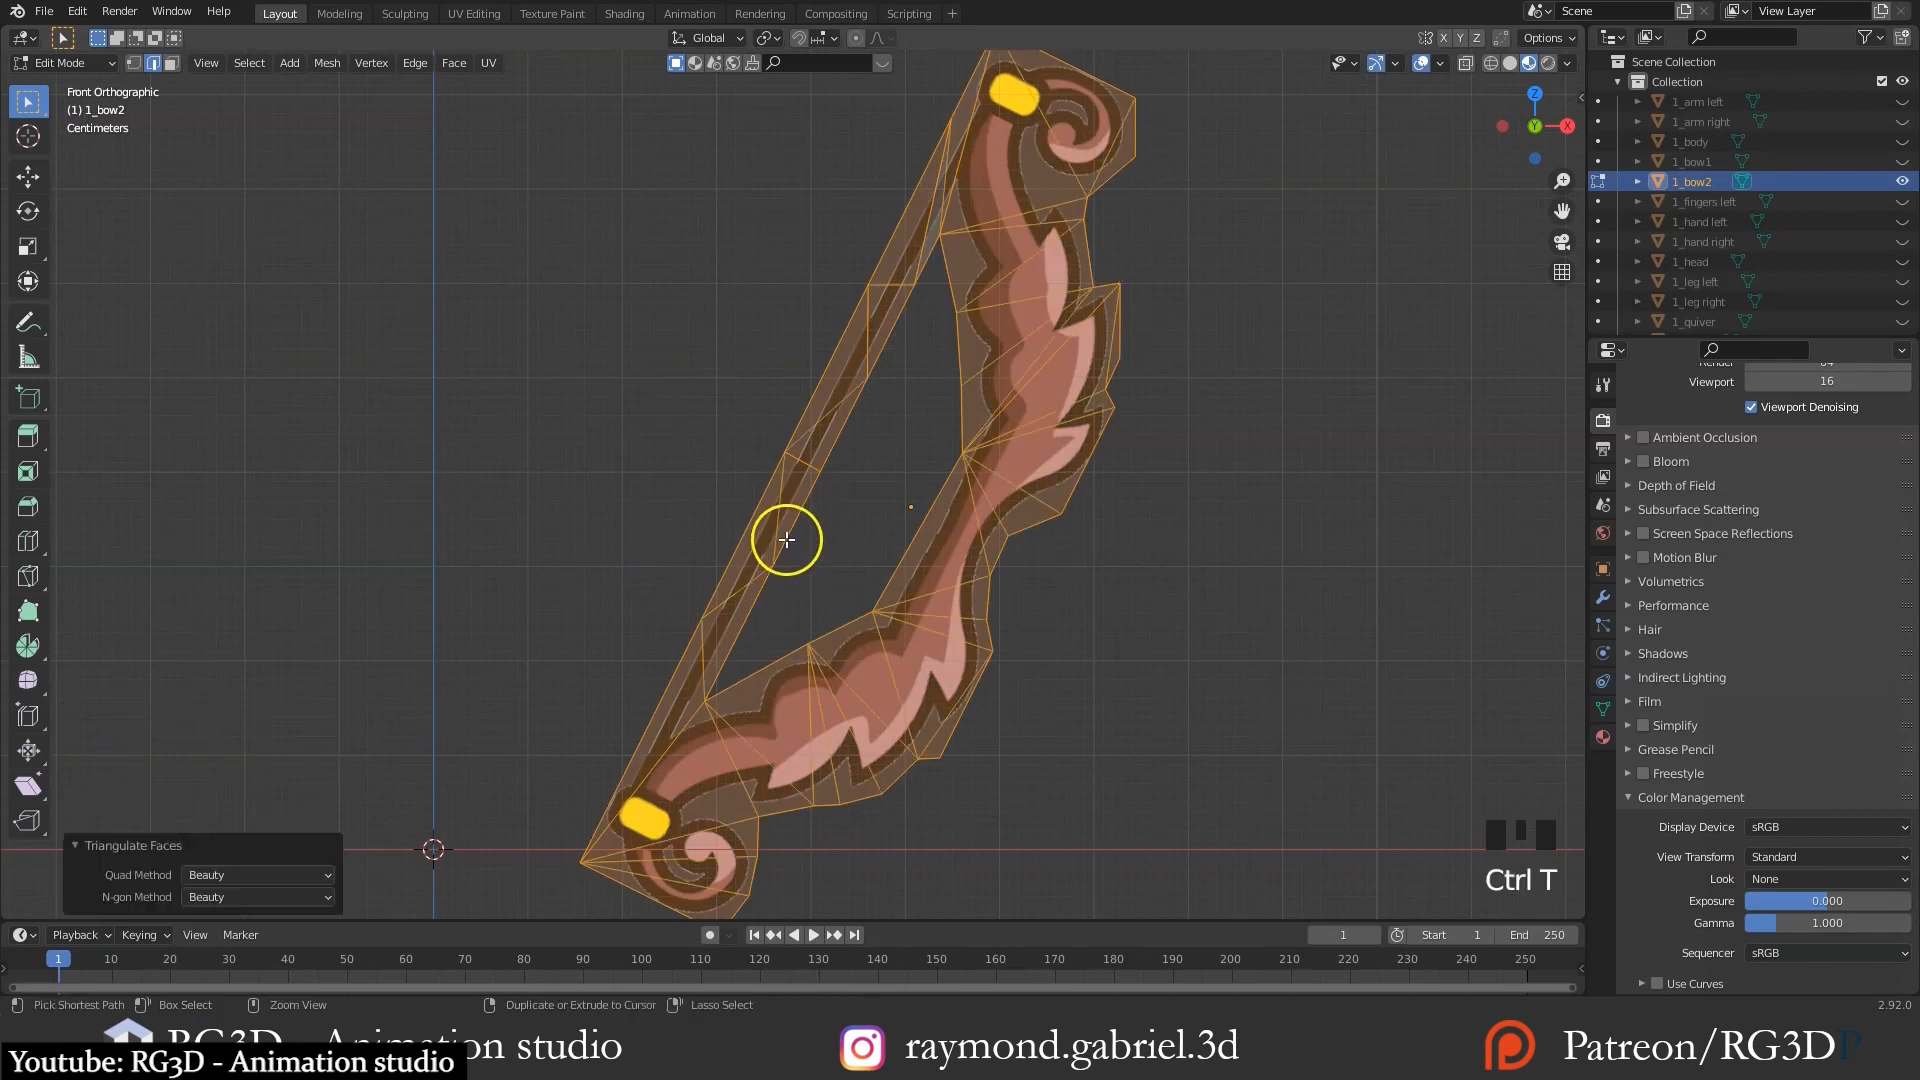 File Edit Render Window Help Layout Modeling Sculpting UV Editing Texture Paint Shading Animation Rendering Compositing Scripting + Scene View Layer
Global X Y Z Options
Edit Mode View Select Add Mesh Vertex Edge Face UV
Front Orthographic
(1) 1_bow2
Centimeters
Z
X
Y
Scene Collection
Collection
1_arm left
1_arm right
1_body
1_bow1
1_bow2
1_fingers left
1_hand left
1_hand right
1_head
1_leg left
1_leg right
1_quiver
Render 64
Viewport 16
Viewport Denoising
Ambient Occlusion
Bloom
Depth of Field
Subsurface Scattering
Screen Space Reflections
Motion Blur
Volumetrics
Performance
Hair
Shadows
Indirect Lighting
Film
Simplify
Grease Pencil
Freestyle
Color Management
Display Device sRGB
View Transform Standard
Look None
Exposure 0.000
Gamma 1.000
Sequencer sRGB
Use Curves
Triangulate Faces
Quad Method Beauty
N-gon Method Beauty
Ctrl T
Playback Keying View Marker 1 Start 1 End 250
1 10 20 30 40 50 60 70 80 90 100 110 120 130 140 150 160 170 180 190 200 210 220 230 240 250
Pick Shortest Path Box Select Zoom View Duplicate or Extrude to Cursor Lasso Select 2.92.0
RG3D - Animation studio raymond.gabriel.3d Patreon/RG3DP
Youtube: RG3D - Animation studio